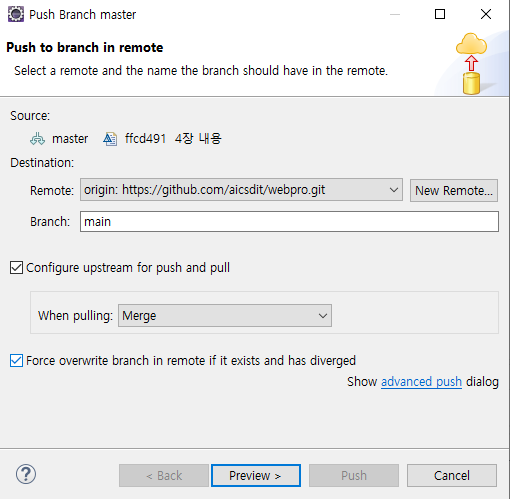 Push Branch master
Push to branch in remote
Select a remote and the name the branch should have in the remote.
Source:
master ffcd491 4장 내용
Destination:
Remote: origin: https://github.com/aicsdit/webpro.git New Remote...
Branch: main
Configure upstream for push and pull
When pulling: Merge
Force overwrite branch in remote if it exists and has diverged
Show advanced push dialog
< Back Preview > Push Cancel